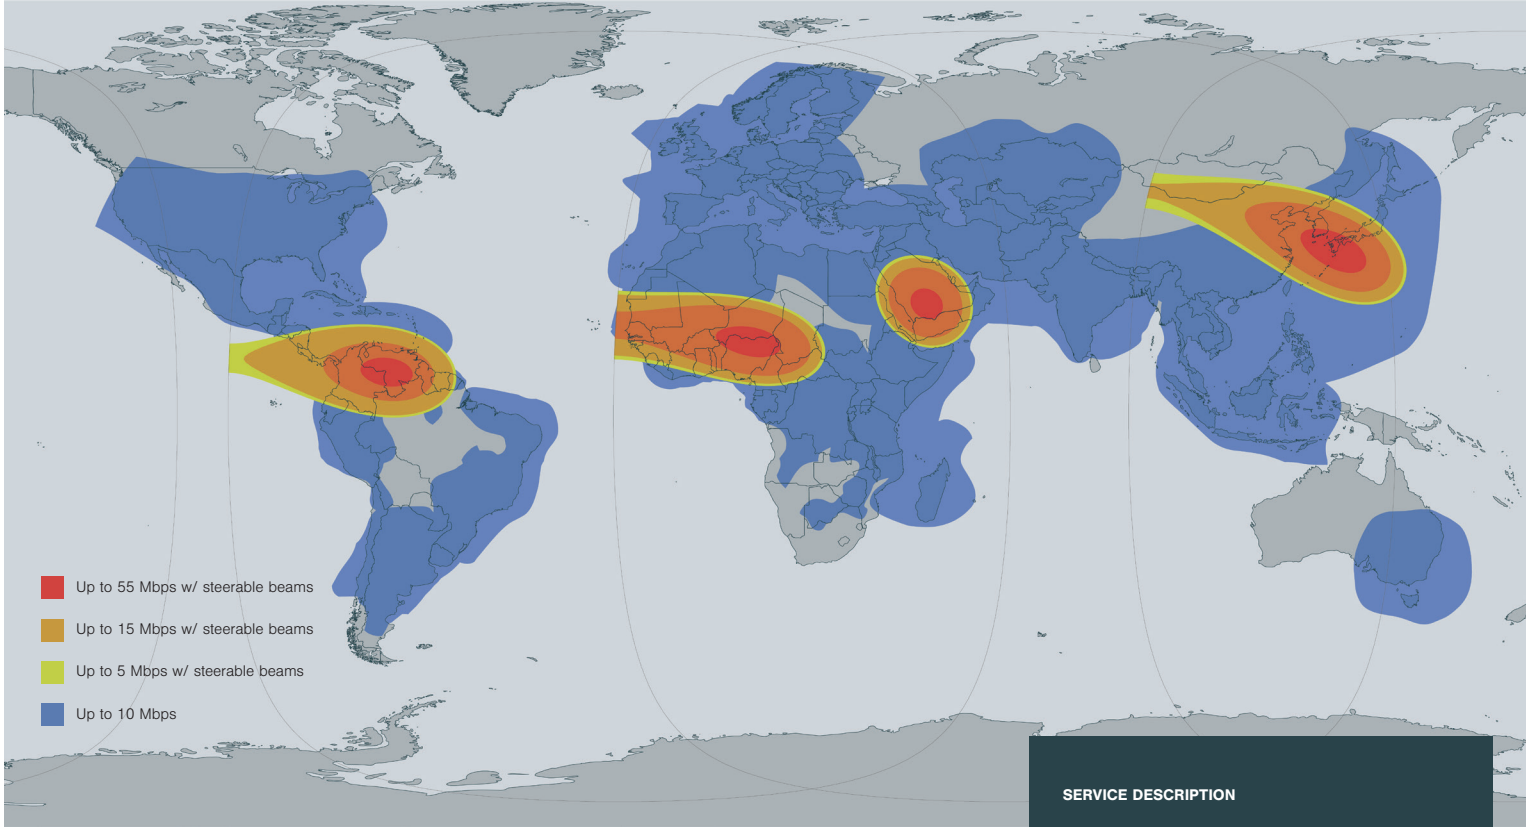 Up to 55 Mbps w/ steerable beams
Up to 15 Mbps w/ steerable beams
Up to 5 Mbps w/ steerable beams
Up to 10 Mbps
SERVICE DESCRIPTION